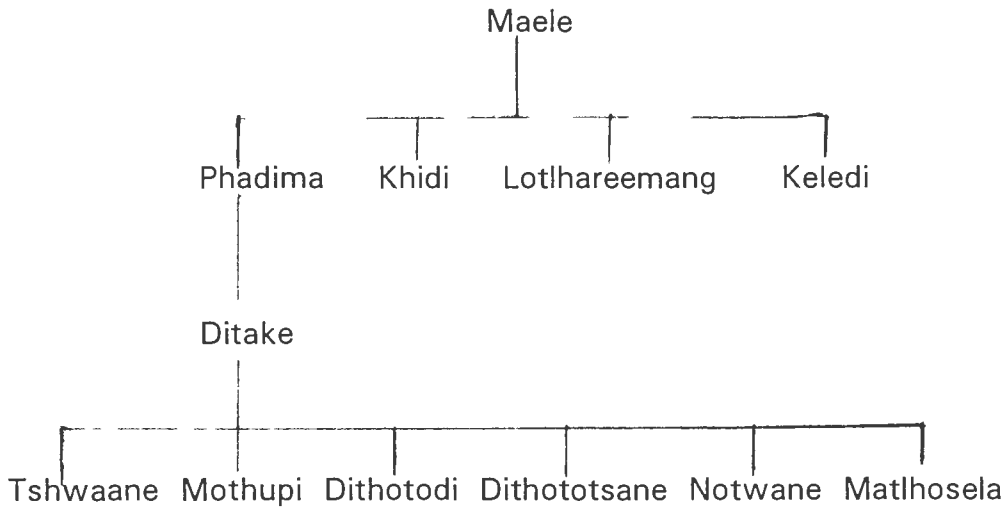 Maele
Phadima Khidi Lotlhareemang Keledi
Ditake
Tshwaane Mothupi Dithotodi Dithototsane Notwane Matlhosela